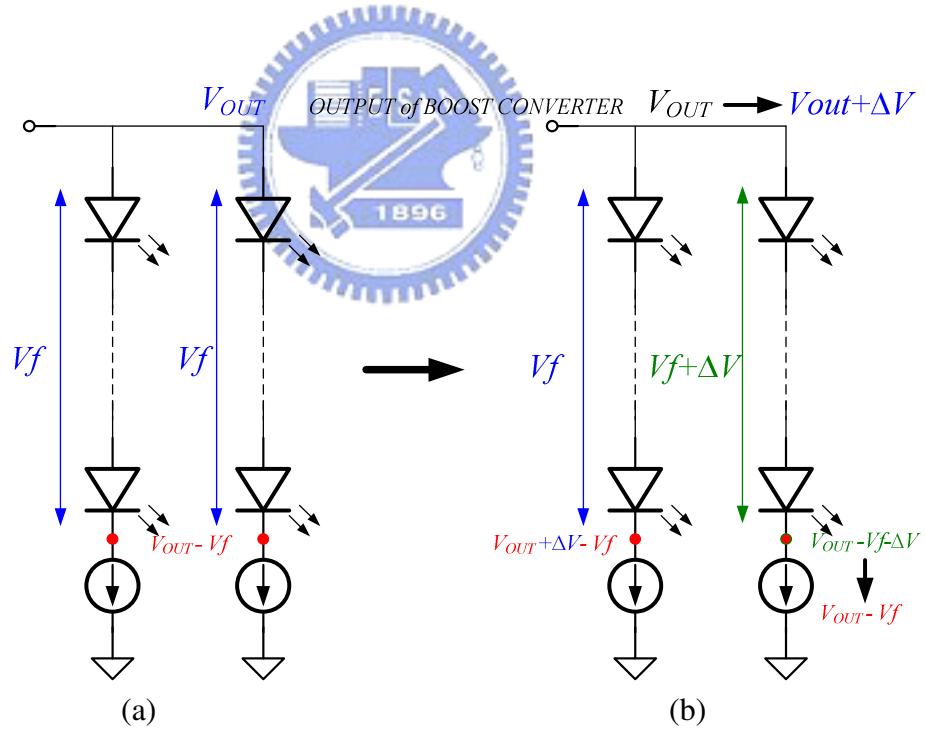 V_OUT OUTPUT of BOOST CONVERTER V_OUT Vout+ΔV
1896
Vf Vf Vf Vf+ΔV
V_OUT - Vf V_OUT +ΔV- Vf V_OUT -Vf-ΔV
V_OUT - Vf
(a) (b)